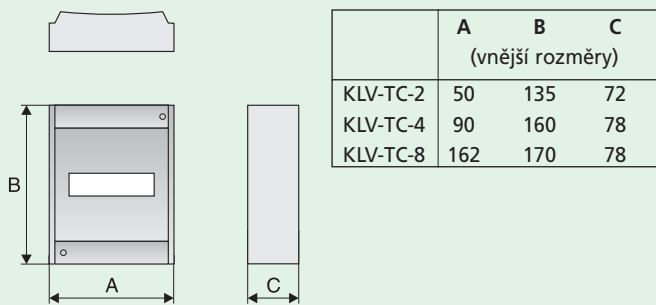 A B C
(vnější rozměry)
KLV-TC-2 50 135 72
KLV-TC-4 90 160 78
KLV-TC-8 162 170 78
B
A
C